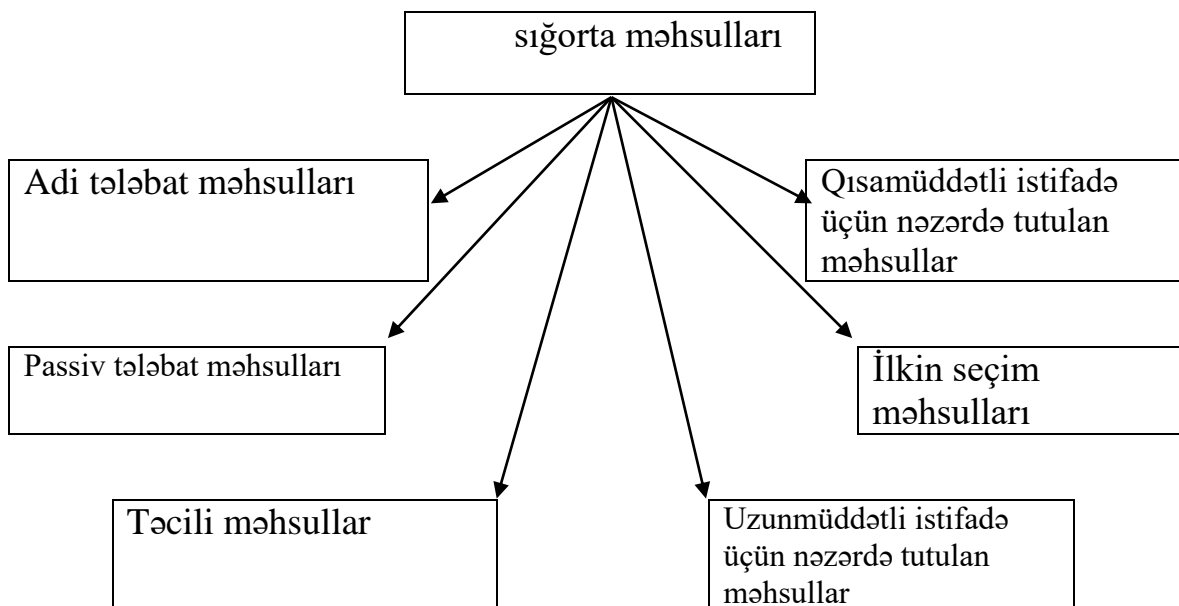 sığorta məhsulları
Adi tələbat məhsulları
Qısamüddətli istifadə
üçün nəzərdə tutulan
məhsullar
Passiv tələbat məhsulları
İlkin seçim
məhsulları
Təcili məhsullar
Uzunmüddətli istifadə
üçün nəzərdə tutulan
məhsullar